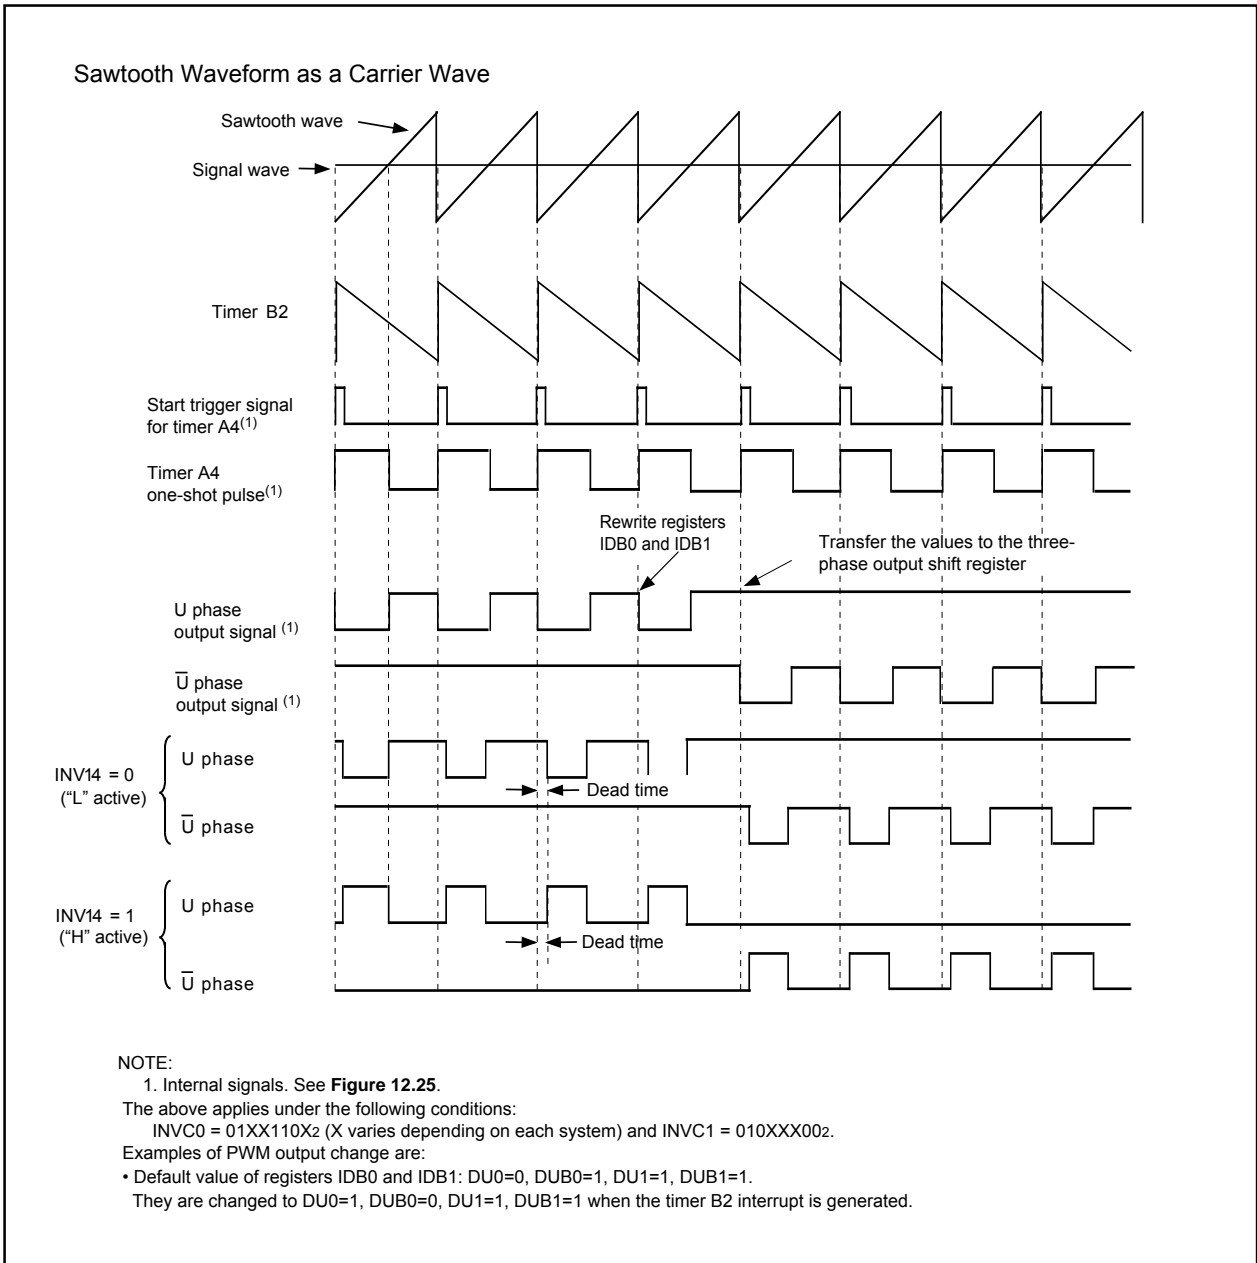 Sawtooth Waveform as a Carrier Wave
Sawtooth wave
Signal wave
Timer B2
Start trigger signal
for timer A4(1)
Timer A4
one-shot pulse(1)
Rewrite registers
IDB0 and IDB1
Transfer the values to the three-
phase output shift register
U phase
output signal (1)
U̅ phase
output signal (1)
INV14 = 0
(“L” active)
U phase
Dead time
U̅ phase
INV14 = 1
(“H” active)
U phase
Dead time
U̅ phase
NOTE:
1. Internal signals. See Figure 12.25.
The above applies under the following conditions:
INVC0 = 01XX110X2 (X varies depending on each system) and INVC1 = 010XXX002.
Examples of PWM output change are:
• Default value of registers IDB0 and IDB1: DU0=0, DUB0=1, DU1=1, DUB1=1.
They are changed to DU0=1, DUB0=0, DU1=1, DUB1=1 when the timer B2 interrupt is generated.